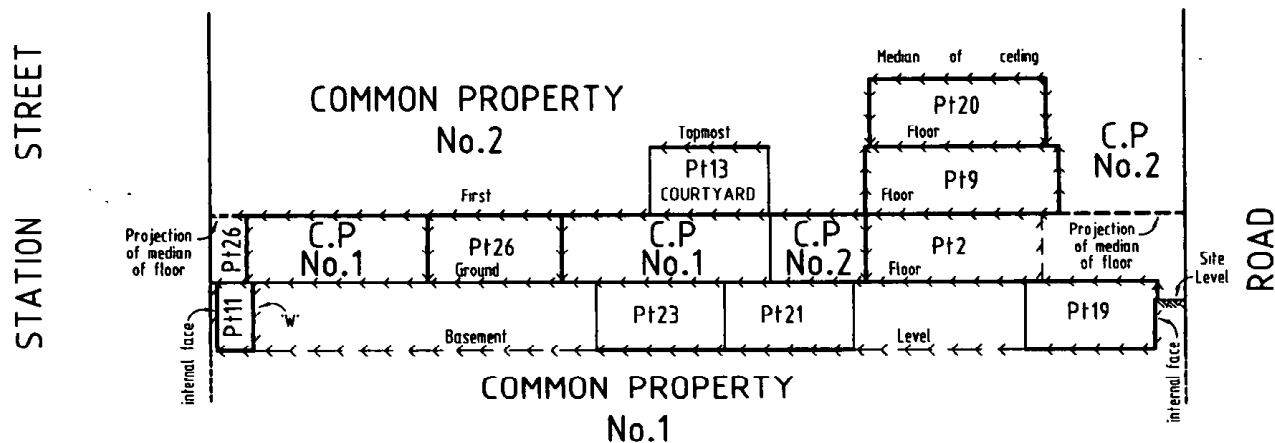 STATION STREET
COMMON PROPERTY
No.2
Median of ceiling
Pt20
Floor
C.P
No.2
Topmost
Pt13
COURTYARD
Pt9
Floor
First
Projection
of median
of floor
Pt26
C.P
No.1
Pt26
Ground
C.P
No.1
C.P
No.2
Pt2
Floor
Projection
of median
of floor
Site
Level
ROAD
internal face
Pt11
"W"
Basement
Pt23
Pt21
Level
Pt19
internal face
COMMON PROPERTY
No.1